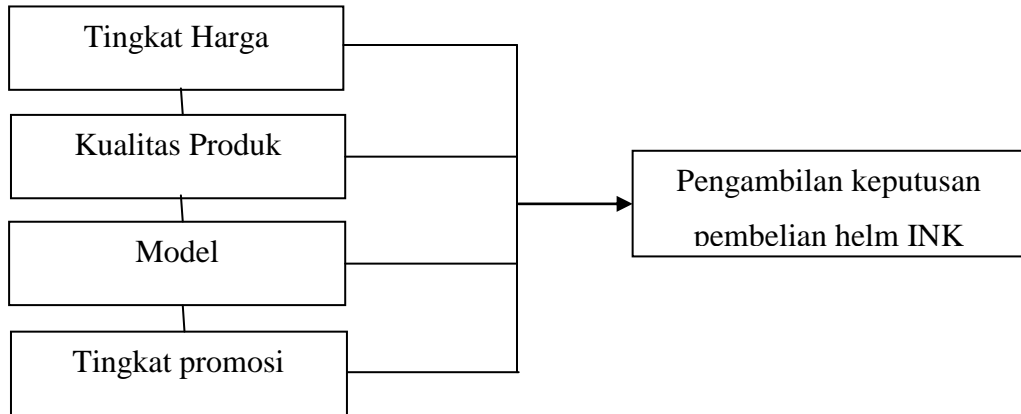 Tingkat Harga
Kualitas Produk
Model
Tingkat promosi
Pengambilan keputusan
pembelian helm INK